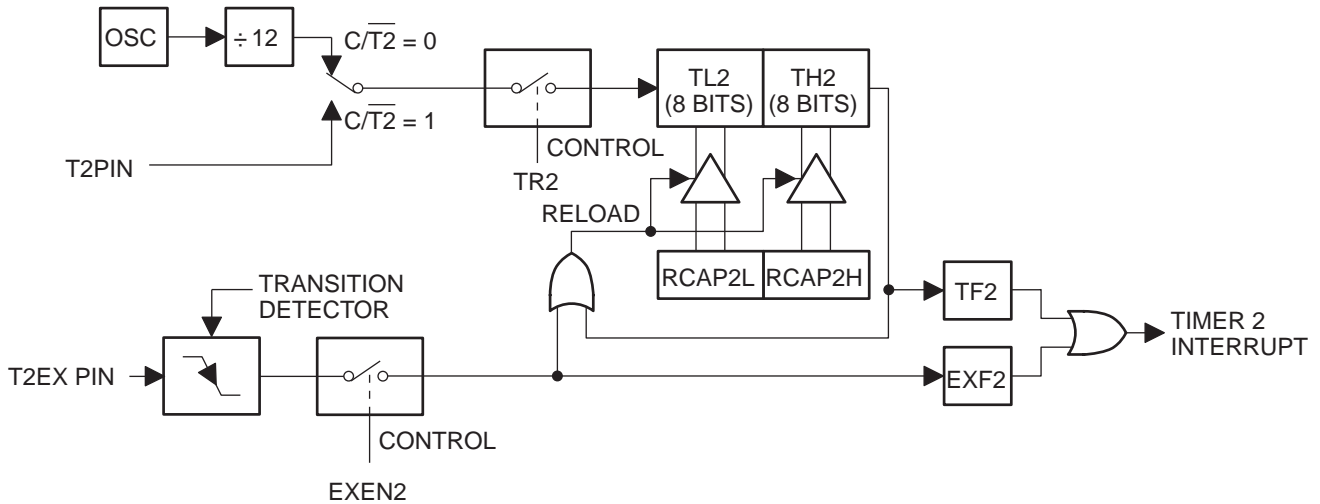 OSC
÷12
C/T2 = 0
TL2
(8 BITS)
TH2
(8 BITS)
C/T2 = 1
T2PIN
CONTROL
TR2
RELOAD
RCAP2L
RCAP2H
TRANSITION
DETECTOR
TF2
TIMER 2
INTERRUPT
T2EX PIN
EXF2
CONTROL
EXEN2